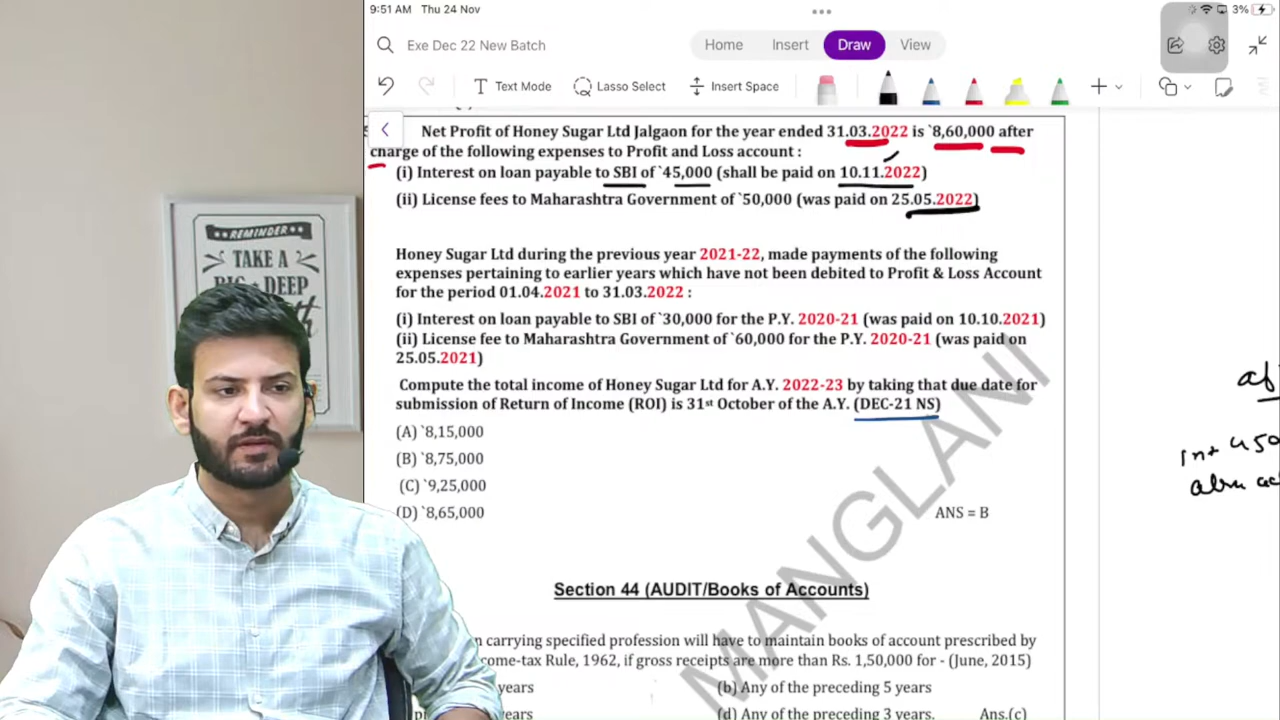 9:51 AM Thu 24 Nov
3%
Exe Dec 22 New Batch
Home Insert Draw View
Text Mode
Lasso Select
Insert Space
Net Profit of Honey Sugar Ltd Jalgaon for the year ended 31.03.2022 is `8,60,000 after
charge of the following expenses to Profit and Loss account :
(i) Interest on loan payable to SBI of `45,000 (shall be paid on 10.11.2022)
(ii) License fees to Maharashtra Government of `50,000 (was paid on 25.05.2022)
Honey Sugar Ltd during the previous year 2021-22, made payments of the following
expenses pertaining to earlier years which have not been debited to Profit & Loss Account
for the period 01.04.2021 to 31.03.2022 :
(i) Interest on loan payable to SBI of `30,000 for the P.Y. 2020-21 (was paid on 10.10.2021)
(ii) License fee to Maharashtra Government of `60,000 for the P.Y. 2020-21 (was paid on
25.05.2021)
Compute the total income of Honey Sugar Ltd for A.Y. 2022-23 by taking that due date for
submission of Return of Income (ROI) is 31st October of the A.Y. (DEC-21 NS)
(A) `8,15,000
(B) `8,75,000
(C) `9,25,000
(D) `8,65,000
ANS = B
MANGLANI
Section 44 (AUDIT/Books of Accounts)
carrying specified profession will have to maintain books of account prescribed by
come-tax Rule, 1962, if gross receipts are more than Rs. 1,50,000 for - (June, 2015)
years
(b) Any of the preceding 5 years
years
(d) Any of the preceding 3 years.
Ans.(c)
REMINDER
TAKE A
BIG
DEEP
int 450